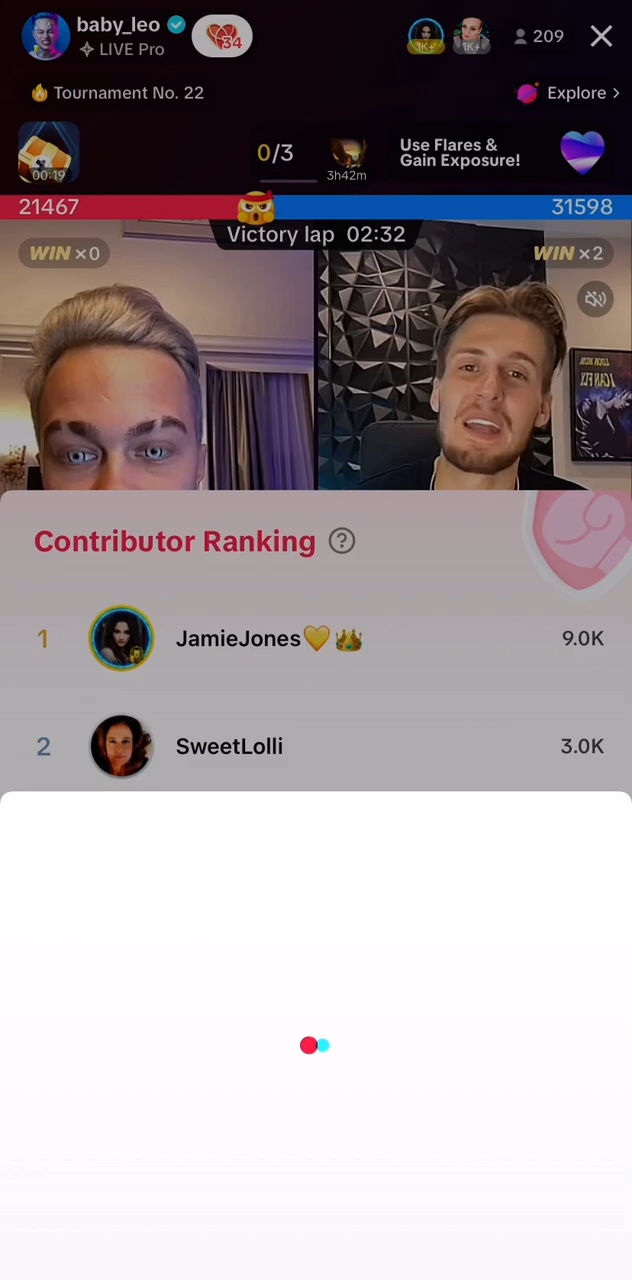 baby_leo
LIVE Pro
34
1K+
1K+
209
Tournament No. 22
Explore >
00:19
0/3
3h42m
Use Flares &
Gain Exposure!
21467
31598
Victory lap 02:32
WIN ×0
WIN ×2
Contributor Ranking
?
1
JamieJones💛👑
9.0K
2
SweetLolli
3.0K